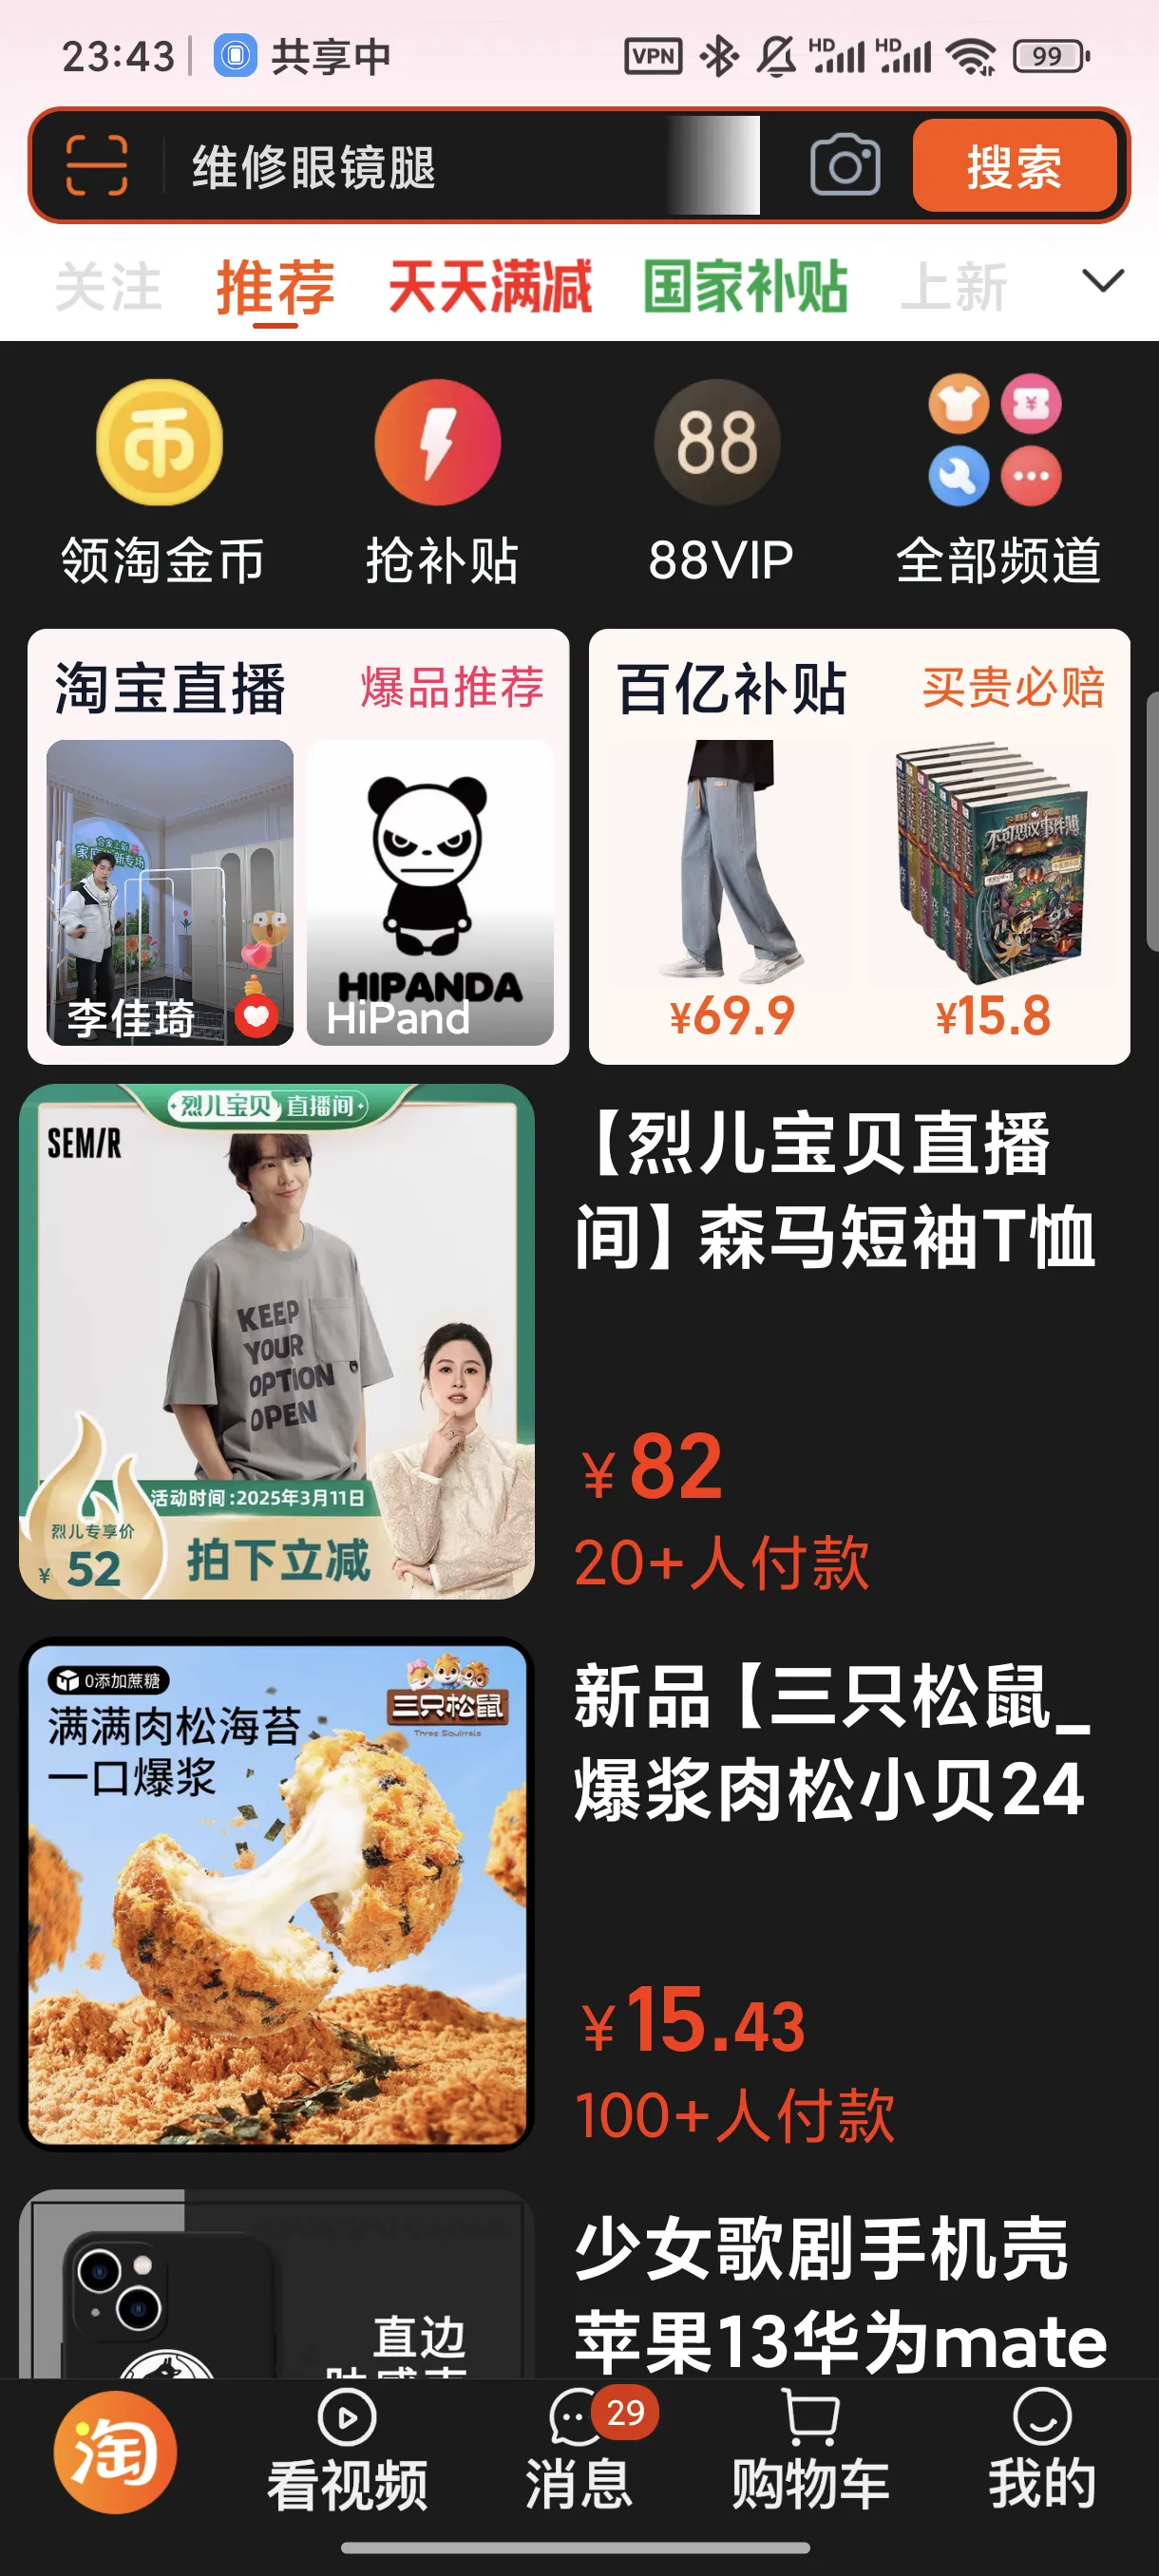 23:43
共享中
VPN
HD
HD
99
维修眼镜腿
搜索
关注
推荐
天天满减
国家补贴
上新
币
88
¥
领淘金币
抢补贴
88VIP
全部频道
淘宝直播
爆品推荐
百亿补贴
买贵必赔
李佳琦
HIPANDA
HiPand
不可思议事件簿
¥69.9
¥15.8
烈儿宝贝 直播间
SEMIR
KEEP
YOUR
OPTION
OPEN
活动时间:2025年3月11日
烈儿专享价
¥ 52
拍下立减
【烈儿宝贝直播
间】森马短袖T恤
¥82
20+人付款
0添加蔗糖
满满肉松海苔
一口爆浆
三只松鼠
Three Squirrels
新品【三只松鼠_
爆浆肉松小贝24
¥15.43
100+人付款
直边
少女歌剧手机壳
苹果13华为mate
淘
看视频
29
消息
购物车
我的